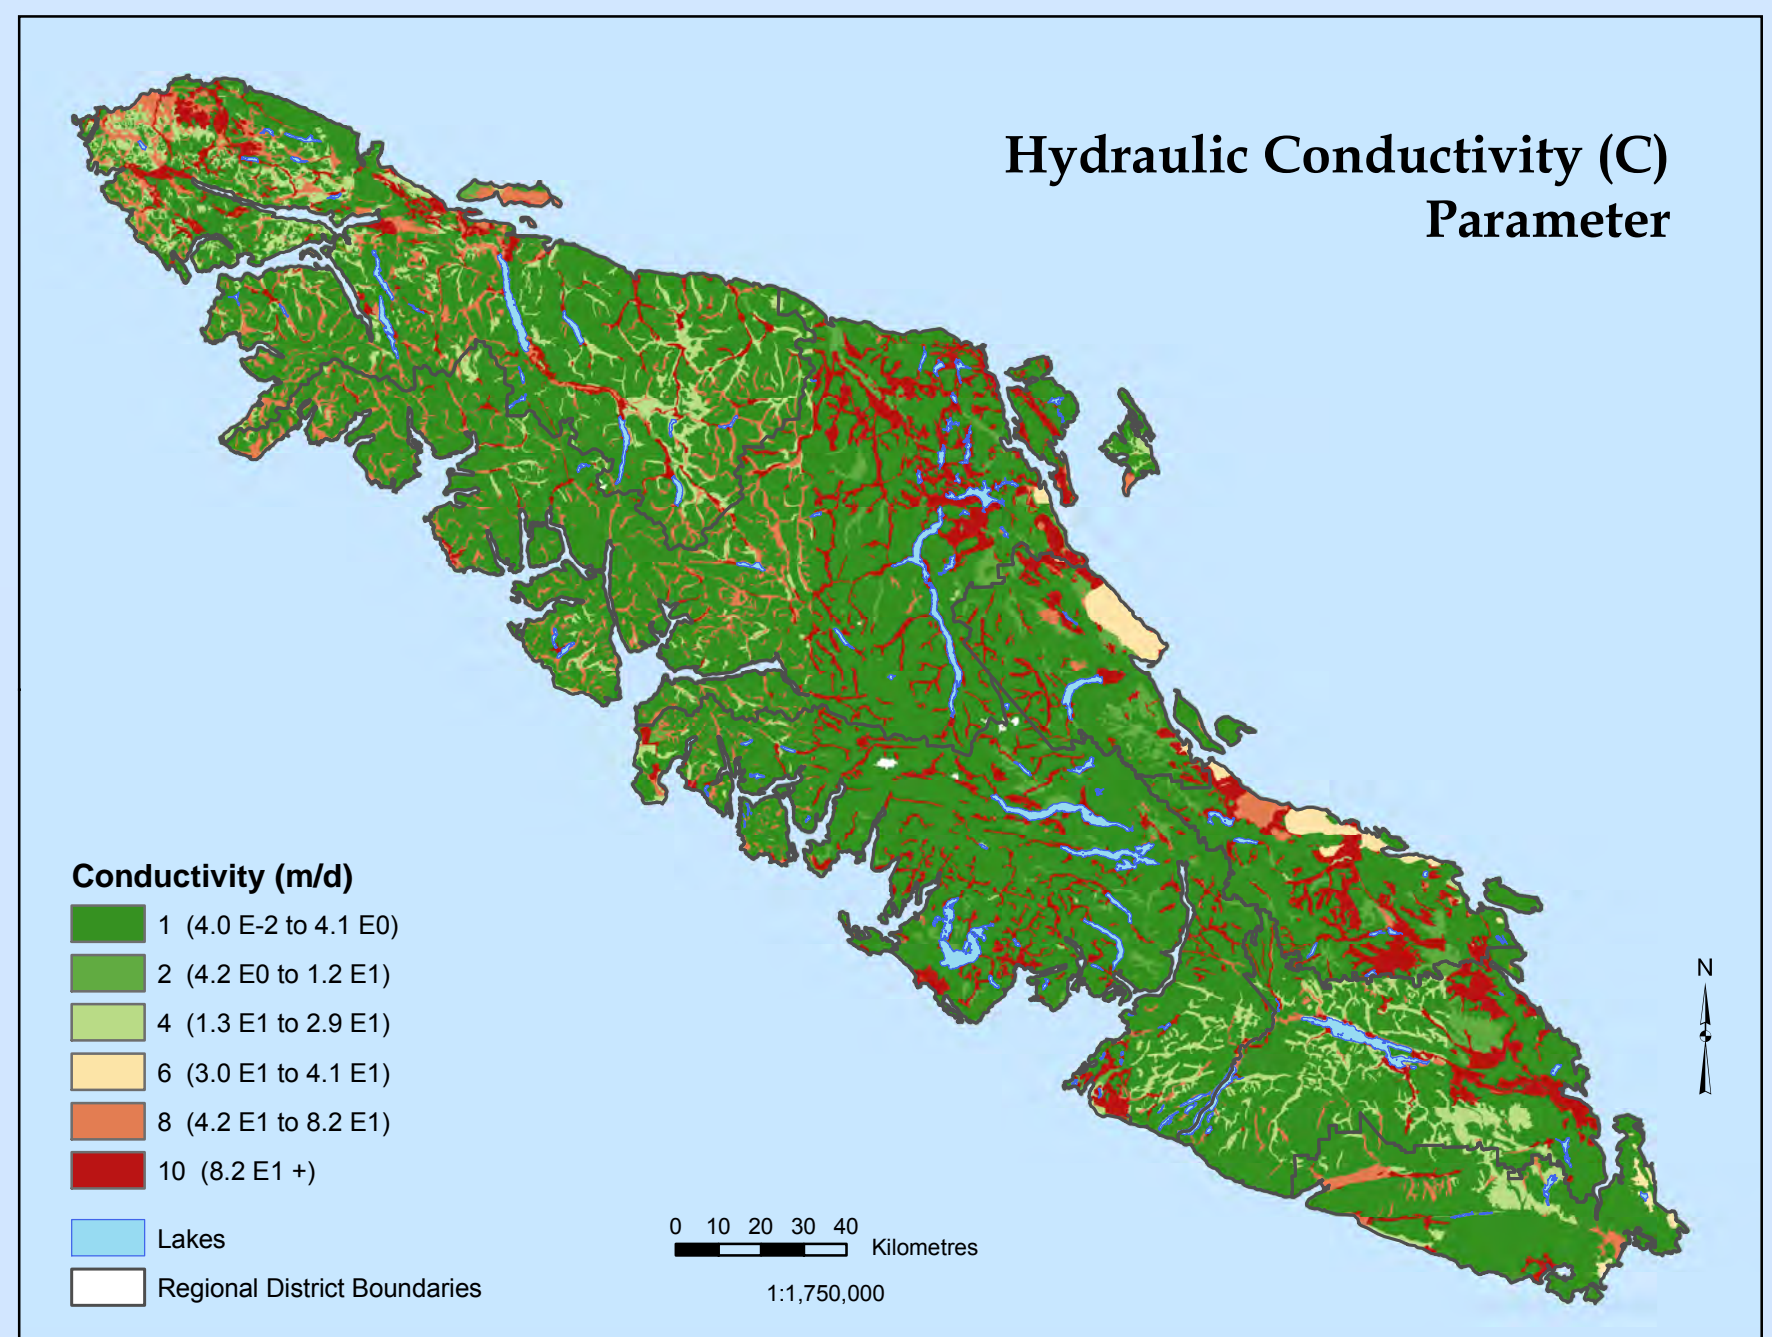 Hydraulic Conductivity (C)
Parameter
Conductivity (m/d)
1 (4.0 E-2 to 4.1 E0)
2 (4.2 E0 to 1.2 E1)
4 (1.3 E1 to 2.9 E1)
6 (3.0 E1 to 4.1 E1)
8 (4.2 E1 to 8.2 E1)
10 (8.2 E1 +)
Lakes
Regional District Boundaries
0 10 20 30 40
Kilometres
1:1,750,000
N